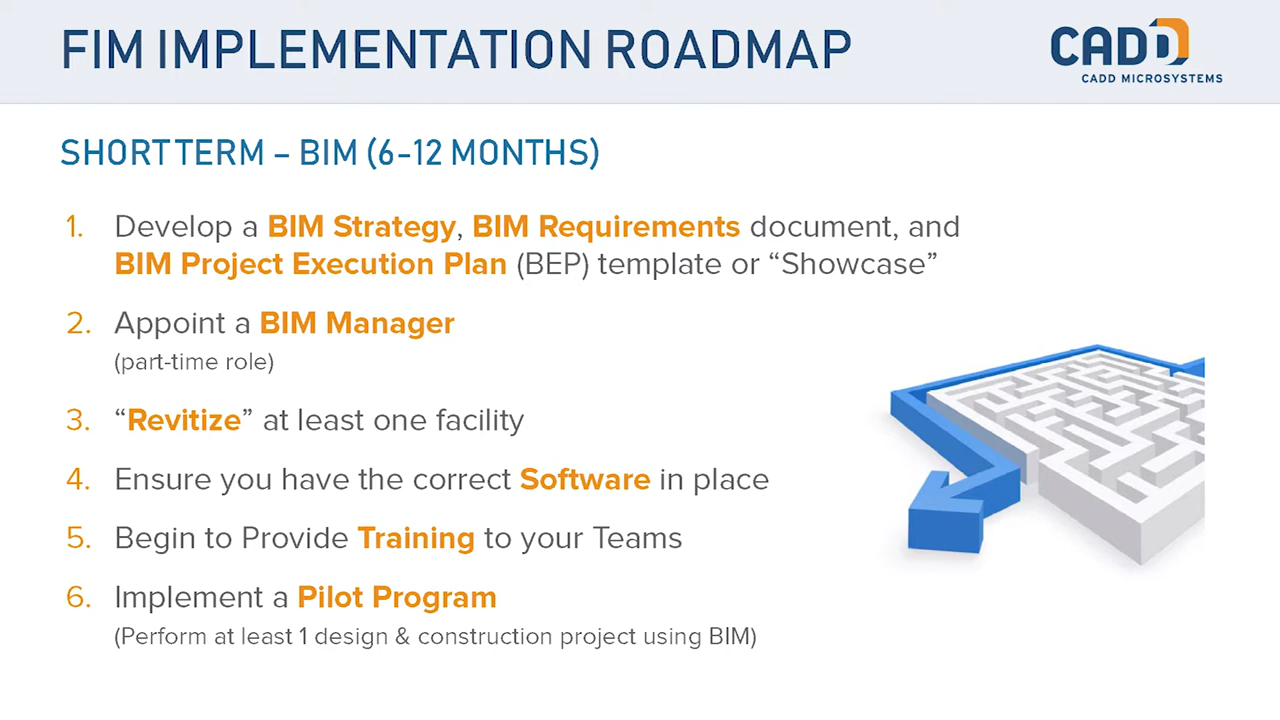 FIM IMPLEMENTATION ROADMAP
CADD
CADD MICROSYSTEMS
SHORT TERM – BIM (6-12 MONTHS)
1. Develop a BIM Strategy, BIM Requirements document, and
BIM Project Execution Plan (BEP) template or “Showcase”
2. Appoint a BIM Manager
(part-time role)
3. “Revitize” at least one facility
4. Ensure you have the correct Software in place
5. Begin to Provide Training to your Teams
6. Implement a Pilot Program
(Perform at least 1 design & construction project using BIM)